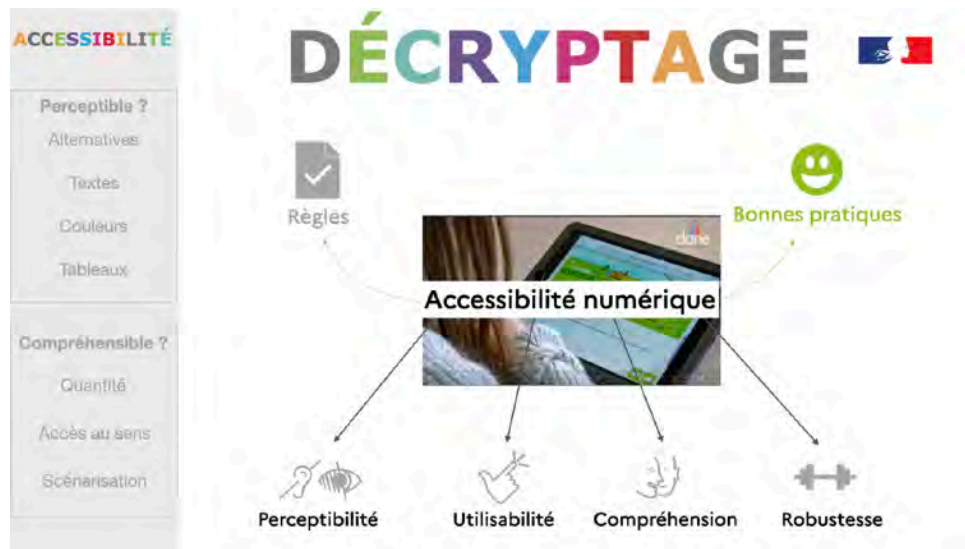 ACCESSIBILITÉ
Perceptible ?
Alternatives
Textes
Couleurs
Tableaux
Compréhensible ?
Quantité
Accès au sens
Scénarisation
DÉCRYPTAGE
Règles
Bonnes pratiques
dane
Accessibilité numérique
Perceptibilité
Utilisabilité
Compréhension
Robustesse